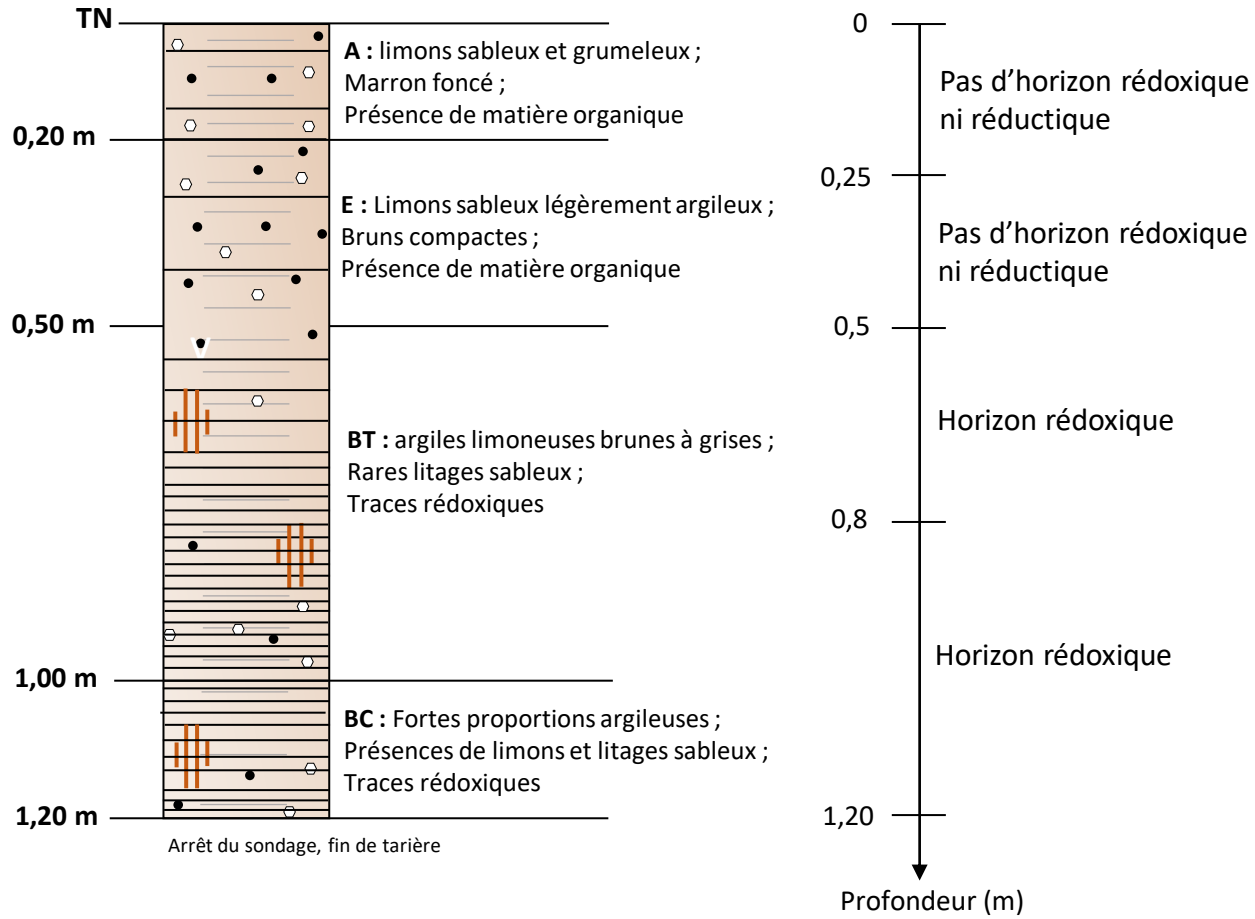 TN
A : limons sableux et grumeleux ;
Marron foncé ;
Présence de matière organique
0,20 m
E : Limons sableux légèrement argileux ;
Bruns compactes ;
Présence de matière organique
0,50 m
BT : argiles limoneuses brunes à grises ;
Rares litages sableux ;
Traces rédoxiques
1,00 m
BC : Fortes proportions argileuses ;
Présences de limons et litages sableux ;
Traces rédoxiques
1,20 m
Arrêt du sondage, fin de tarière
0
Pas d’horizon rédoxique
ni réductique
0,25
Pas d’horizon rédoxique
ni réductique
0,5
Horizon rédoxique
0,8
Horizon rédoxique
1,20
Profondeur (m)